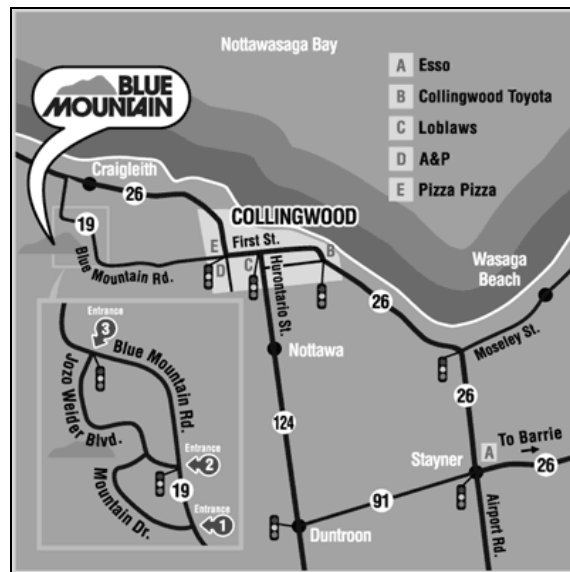 Nottawasaga Bay
A Esso
B Collingwood Toyota
C Loblaws
D A&P
E Pizza Pizza
BLUE
MOUNTAIN
Craigleith
26
COLLINGWOOD
19
E
First St.
B
D
C
Blue Mountain Rd.
Hurontario St.
Wasaga
Beach
26
Moseley St.
Nottawa
26
Entrance
3
Blue Mountain Rd.
Jozo Weider Blvd.
124
To Barrie
A
Stayner
26
Entrance
2
19
91
Entrance
1
Mountain Dr.
Duntroon
Airport Rd.